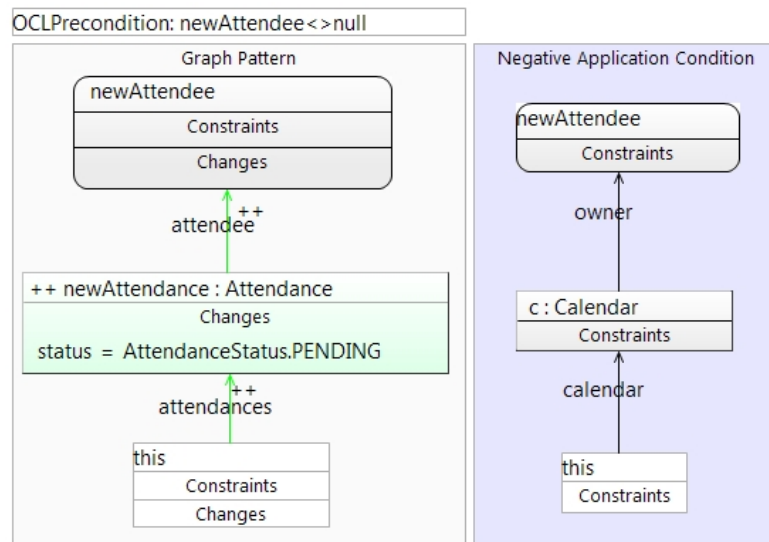 OCLPrecondition: newAttendee<>null
Graph Pattern
newAttendee
Constraints
Changes
++
attendee
++ newAttendance : Attendance
Changes
status = AttendanceStatus.PENDING
++
attendances
this
Constraints
Changes
Negative Application Condition
newAttendee
Constraints
owner
c : Calendar
Constraints
calendar
this
Constraints